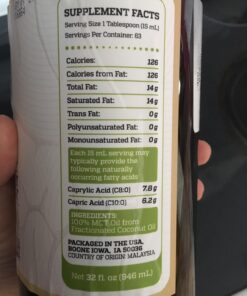 SUPPLEMENT FACTS
Serving Size 1 Tablespoon (15 mL)
Servings Per Container: 63
Calories: 126
Calories from Fat: 126
Total Fat: 14g
Saturated Fat: 14g
Trans Fat: 0g
Polyunsaturated Fat: 0g
Monounsaturated Fat: 0g
Each 15 mL serving may
typically provide the
following naturally
occurring fatty acids:
Caprylic Acid (C8:0) 7.8g
Capric Acid (C10:0) 6.2g
INGREDIENTS:
100% MCT Oil from
Fractionated Coconut Oil
PACKAGED IN THE USA,
BOONE IOWA, IA 50036
COUNTRY OF ORIGIN MALAYSIA
Net 32 fl. oz (946 mL)